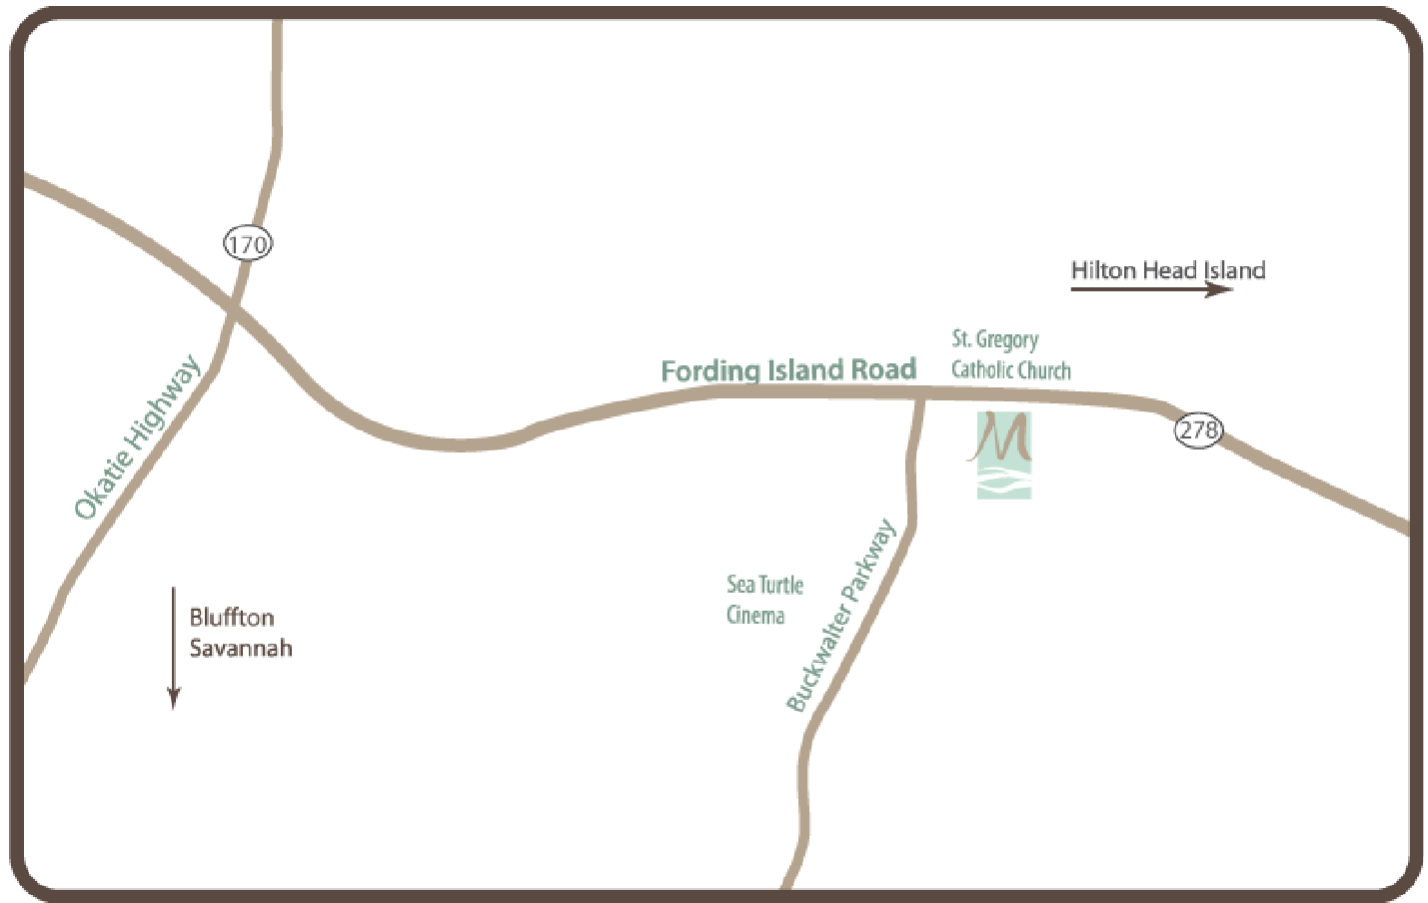 170
Hilton Head Island
St. Gregory
Catholic Church
Fording Island Road
278
M
Okatie Highway
Sea Turtle
Cinema
Buckwalter Parkway
Bluffton
Savannah